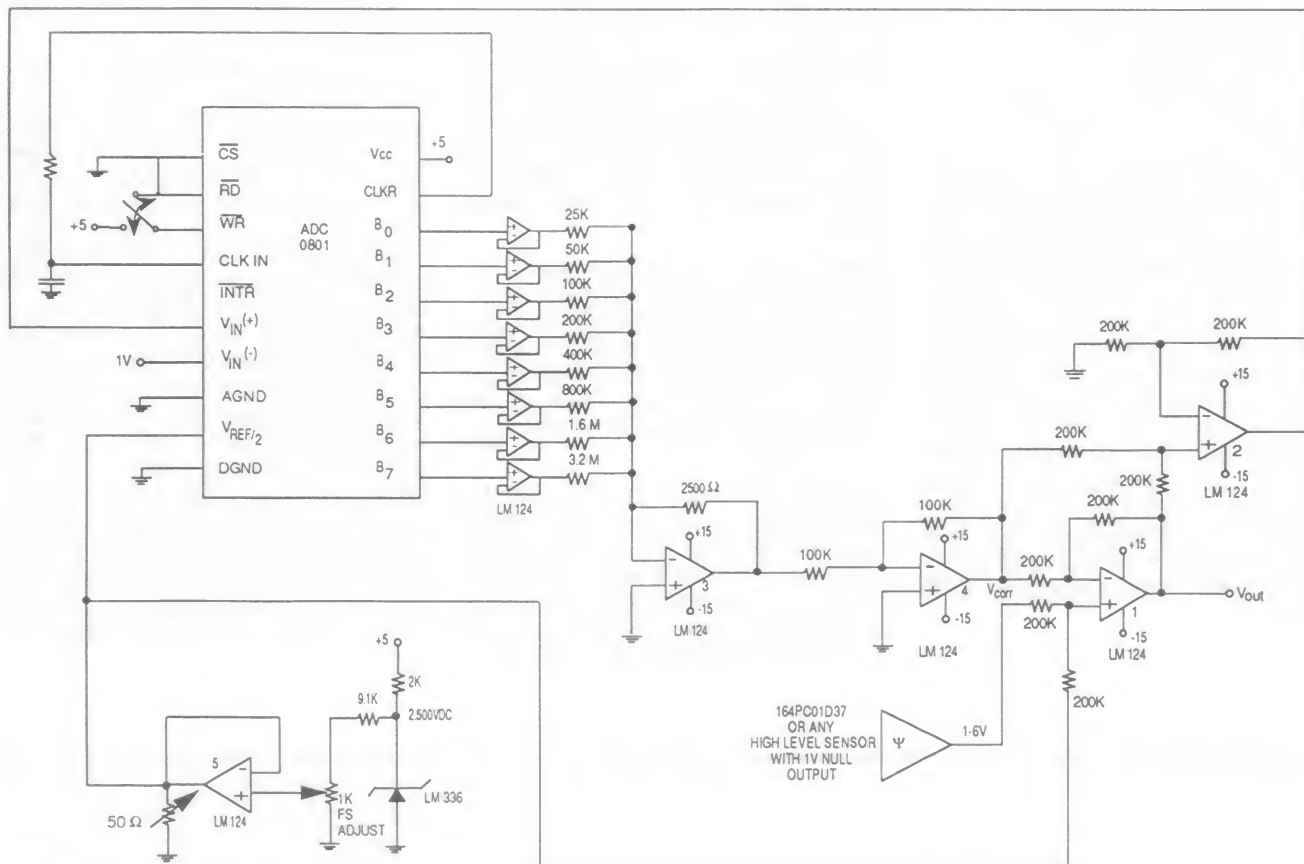 CS
RD
WR
CLK IN
INTR
VIN(+)
VIN(-)
AGND
VREF/2
DGND
+5
1V
ADC
0801
Vcc
CLKR
B0
B1
B2
B3
B4
B5
B6
B7
+5
25K
50K
100K
200K
400K
800K
1.6 M
3.2 M
LM 124
2500 Ω
+15
3
-15
LM 124
100K
100K
+15
4
-15
LM 124
Vcorr
200K
200K
200K
+15
2
-15
LM 124
200K
200K
200K
+15
1
-15
LM 124
200K
Vout
200K
164PC01D37
OR ANY
HIGH LEVEL SENSOR
WITH 1V NULL
OUTPUT
Ψ
1-6V
+5
2K
9.1K
2.500VDC
5
LM 124
50 Ω
1K
FS
ADJUST
LM 336